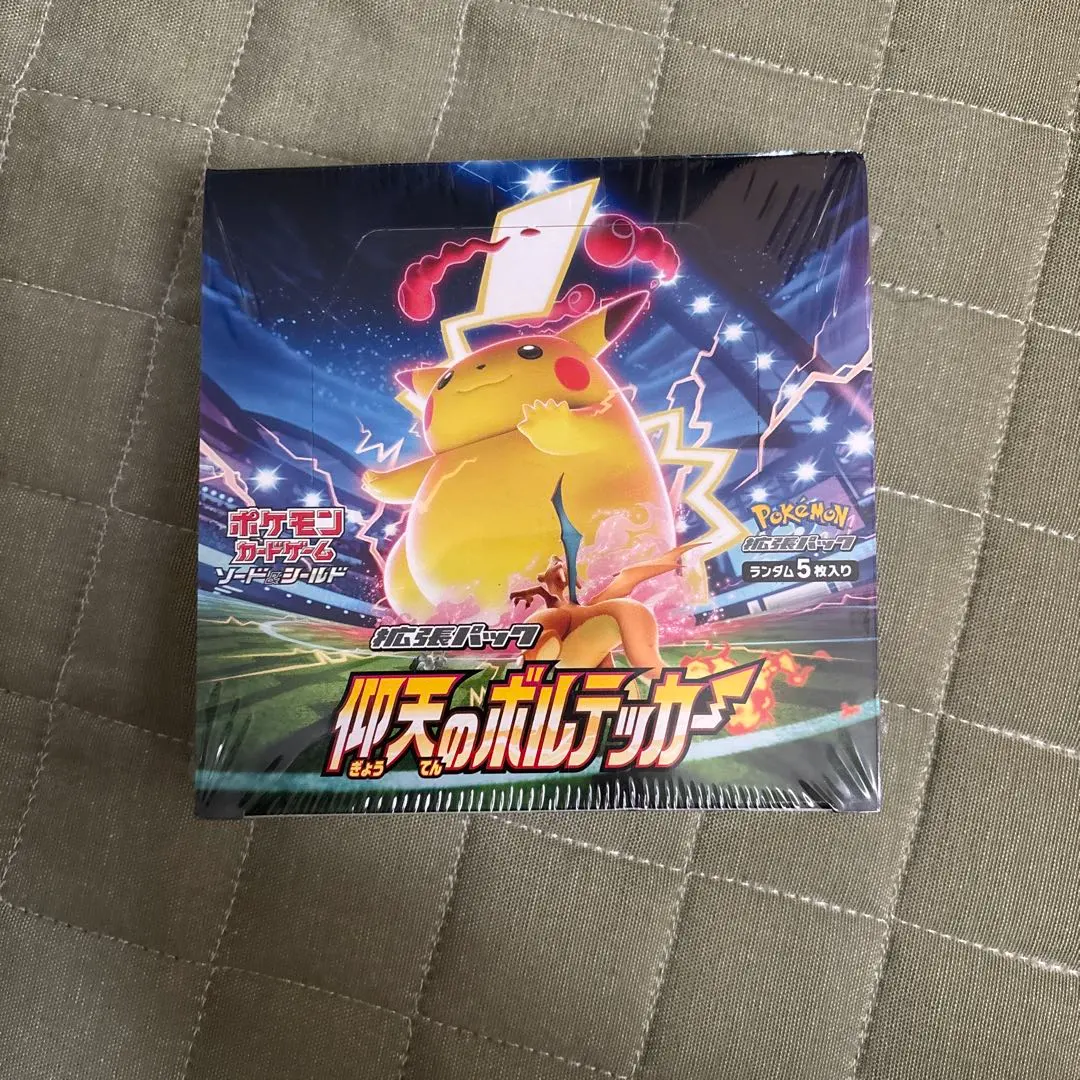 ポケモン
カードゲーム
ソード&シールド
POKéMON
拡張パック
ランダム5枚入り
拡張パック
仰天のボルテッカー
ぎょうてん